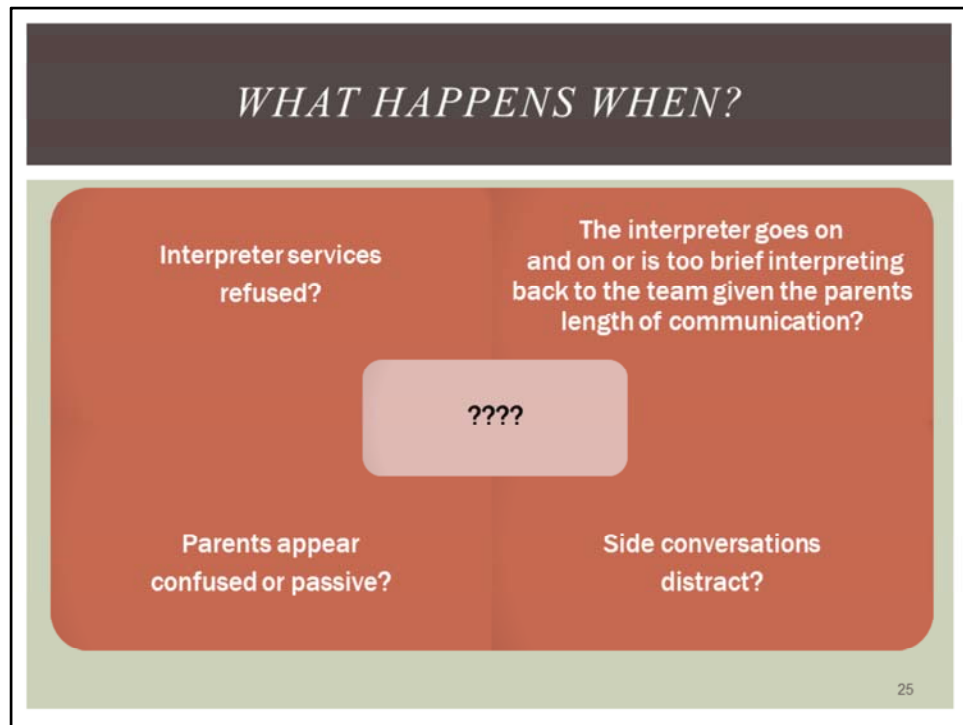 WHAT HAPPENS WHEN?
Interpreter services
refused?
The interpreter goes on
and on or is too brief interpreting
back to the team given the parents
length of communication?
????
Parents appear
confused or passive?
Side conversations
distract?
25